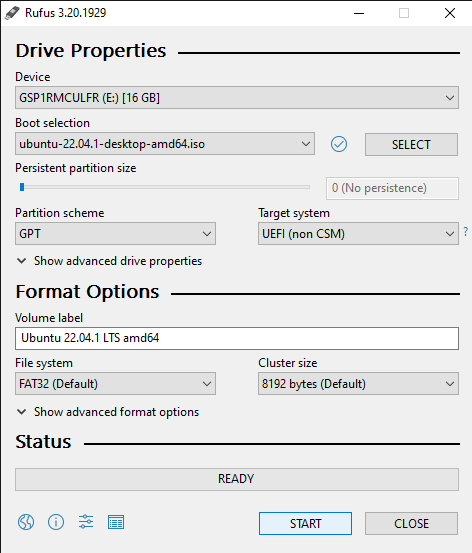 Rufus 3.20.1929
Drive Properties
Device
GSP1RMCULFR (E:) [16 GB]
Boot selection
ubuntu-22.04.1-desktop-amd64.iso
SELECT
Persistent partition size
0 (No persistence)
Partition scheme
Target system
GPT
UEFI (non CSM)
?
Show advanced drive properties
Format Options
Volume label
Ubuntu 22.04.1 LTS amd64
File system
Cluster size
FAT32 (Default)
8192 bytes (Default)
Show advanced format options
Status
READY
START
CLOSE